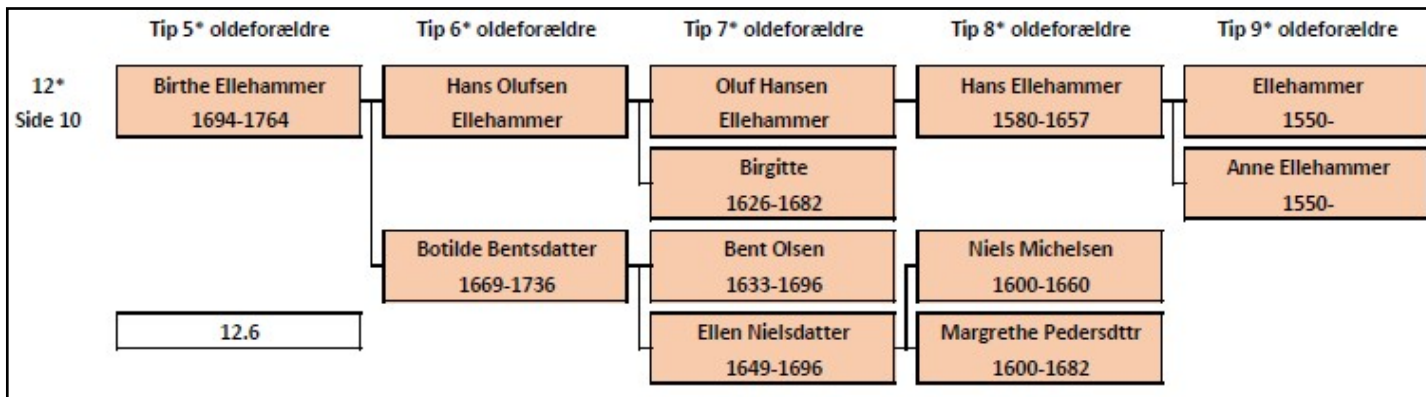 Tip 5* oldeforældre Tip 6* oldeforældre Tip 7* oldeforældre Tip 8* oldeforældre Tip 9* oldeforældre
12* Birthe Ellehammer Hans Olufsen Oluf Hansen Hans Ellehammer Ellehammer
Side 10 1694-1764 Ellehammer Ellehammer 1580-1657 1550-
Birgitte Anne Ellehammer
1626-1682 1550-
Botilde Bentsdatter Bent Olsen Niels Michelsen
1669-1736 1633-1696 1600-1660
12.6 Ellen Nielsdatter Margrethe Pedersdttr
1649-1696 1600-1682